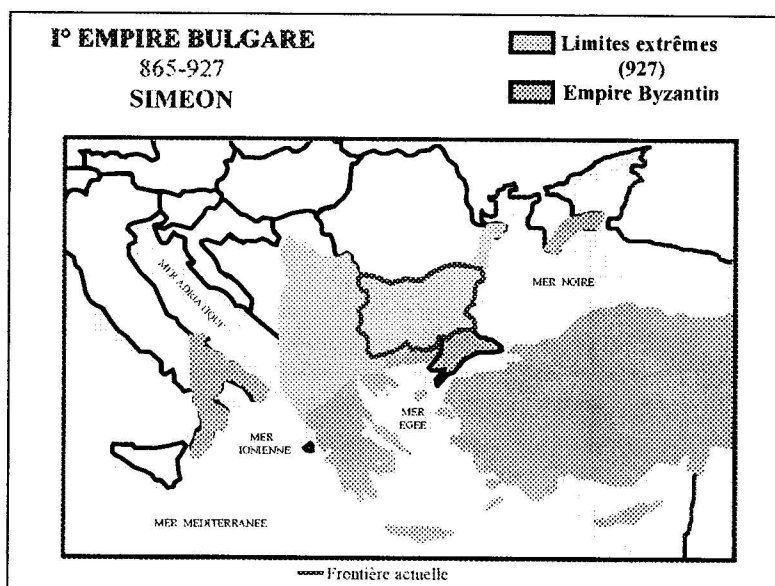 I° EMPIRE BULGARE
865-927
SIMEON
Limites extrêmes
(927)
Empire Byzantin
MER ADRIATIQUE
MER NOIRE
MER
EGEE
MER
IONIENNE
MER MEDITERRANEE
Frontière actuelle